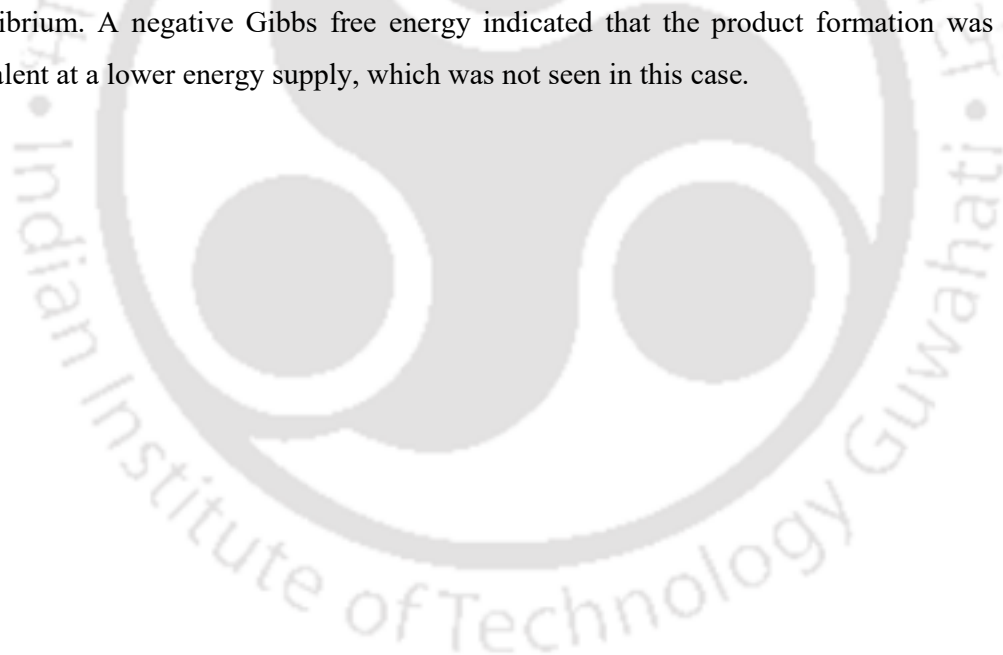 ibrium. A negative Gibbs free energy indicated that the product formation was
alent at a lower energy supply, which was not seen in this case.
Indian Institute of Technology Guwahati